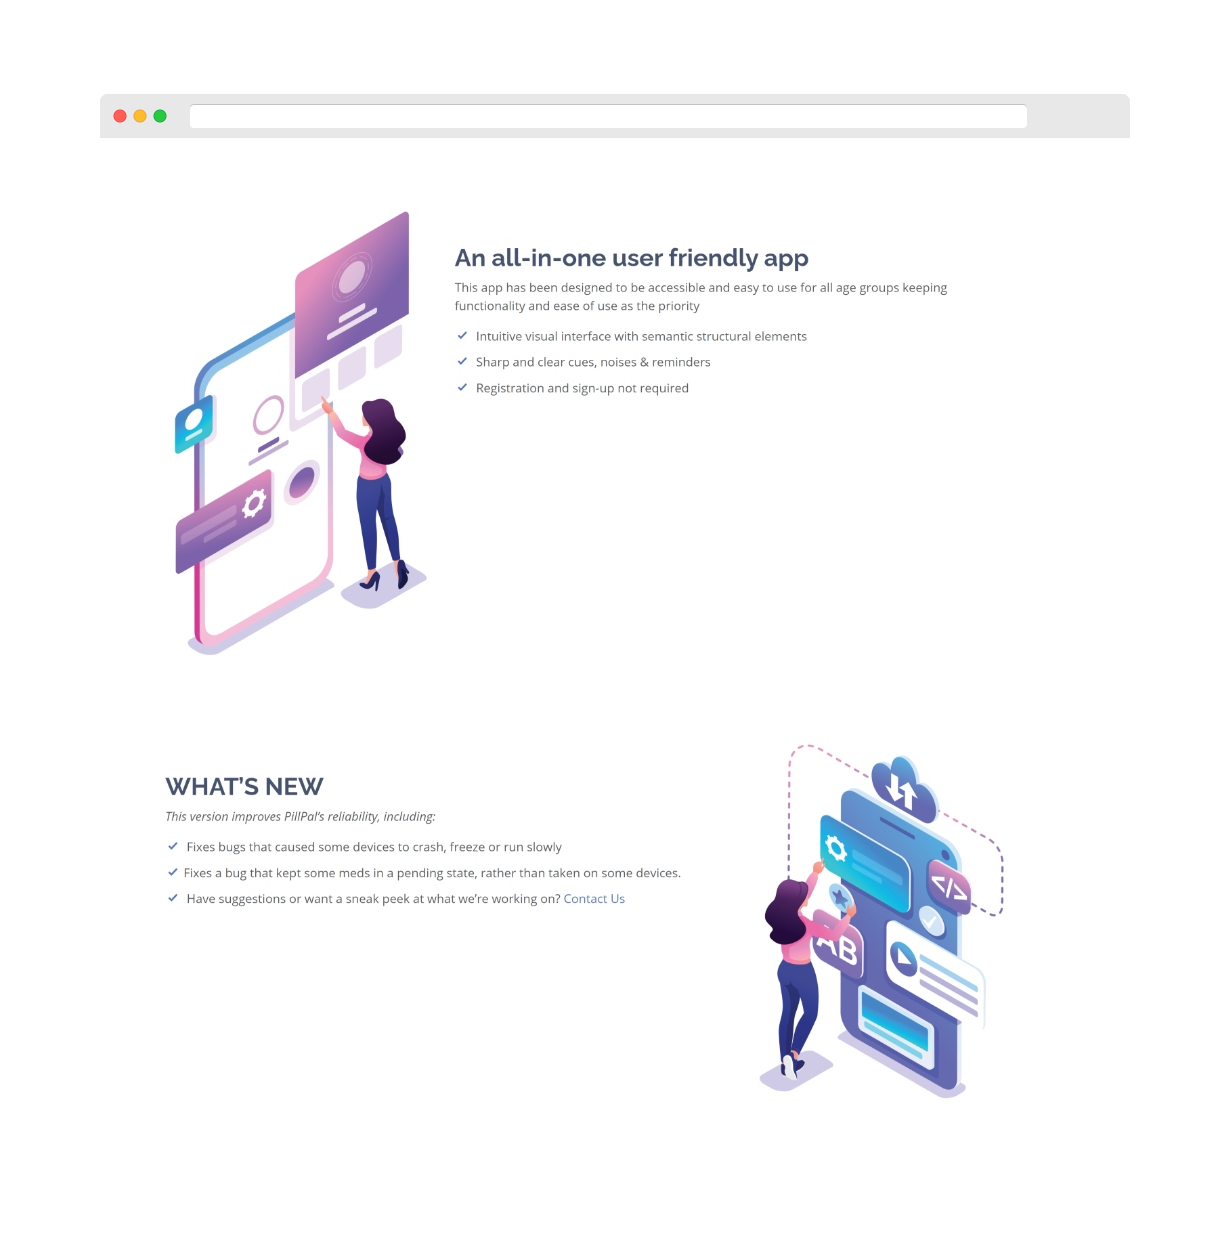 An all-in-one user friendly app
This app has been designed to be accessible and easy to use for all age groups keeping
functionality and ease of use as the priority
Intuitive visual interface with semantic structural elements
Sharp and clear cues, noises & reminders
Registration and sign-up not required
WHAT'S NEW
This version improves PillPal's reliability, including:
Fixes bugs that caused some devices to crash, freeze or run slowly
Fixes a bug that kept some meds in a pending state, rather than taken on some devices.
Have suggestions or want a sneak peek at what we're working on? Contact Us
</>
AB